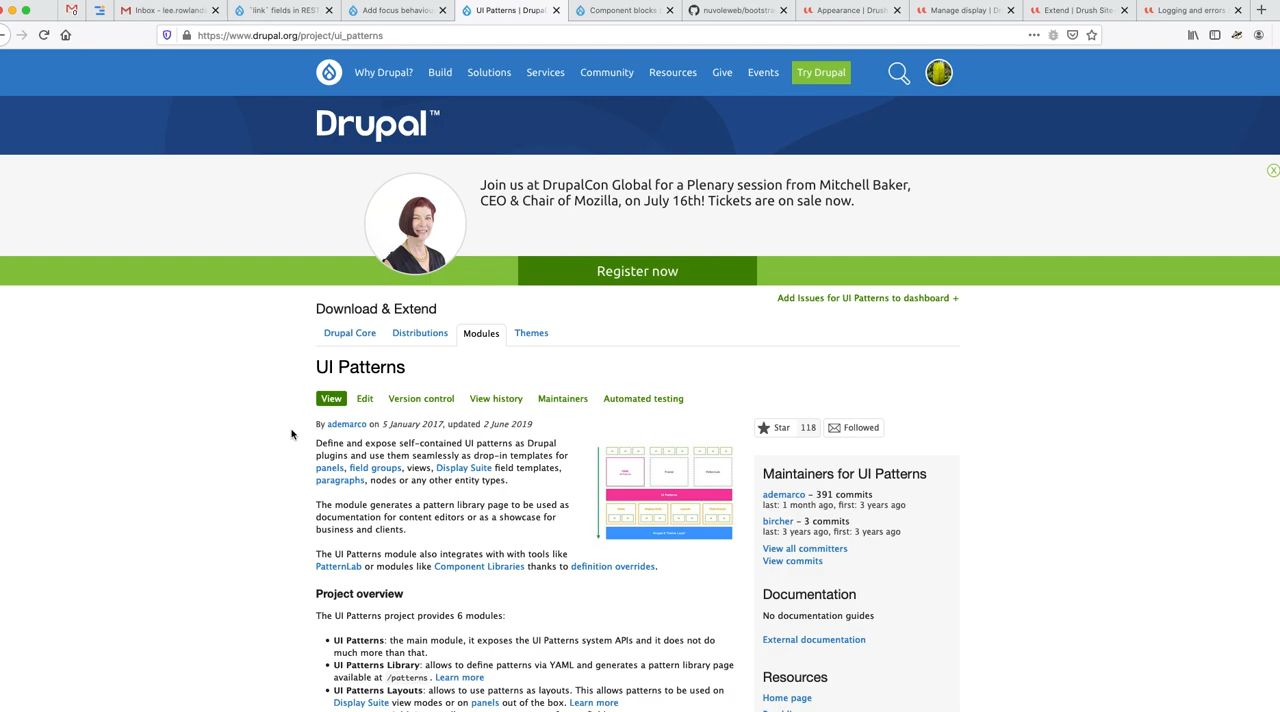 Inbox - lee.rowland
`link` fields in REST
Add focus behaviou
UI Patterns | Drupal
Component blocks |
nuvoleweb/bootstra
Appearance | Drush
Manage display | Dr
Extend | Drush Site-
Logging and errors
https://www.drupal.org/project/ui_patterns
Why Drupal?
Build
Solutions
Services
Community
Resources
Give
Events
Try Drupal
Drupal™
Join us at DrupalCon Global for a Plenary session from Mitchell Baker,
CEO & Chair of Mozilla, on July 16th! Tickets are on sale now.
Register now
Add Issues for UI Patterns to dashboard +
Download & Extend
Drupal Core
Distributions
Modules
Themes
UI Patterns
View
Edit
Version control
View history
Maintainers
Automated testing
By ademarco on 5 January 2017, updated 2 June 2019
Star 118
Followed
Define and expose self-contained UI patterns as Drupal
plugins and use them seamlessly as drop-in templates for
panels, field groups, views, Display Suite field templates,
paragraphs, nodes or any other entity types.
The module generates a pattern library page to be used as
documentation for content editors or as a showcase for
business and clients.
UI Patterns
The UI Patterns module also integrates with with tools like
PatternLab or modules like Component Libraries thanks to definition overrides.
Project overview
The UI Patterns project provides 6 modules:
• UI Patterns: the main module, it exposes the UI Patterns system APIs and it does not do
much more than that.
• UI Patterns Library: allows to define patterns via YAML and generates a pattern library page
available at /patterns. Learn more
• UI Patterns Layouts: allows to use patterns as layouts. This allows patterns to be used on
Display Suite view modes or on panels out of the box. Learn more
Maintainers for UI Patterns
ademarco – 391 commits
last: 1 month ago, first: 3 years ago
bircher – 3 commits
last: 3 years ago, first: 3 years ago
View all committers
View commits
Documentation
No documentation guides
External documentation
Resources
Home page